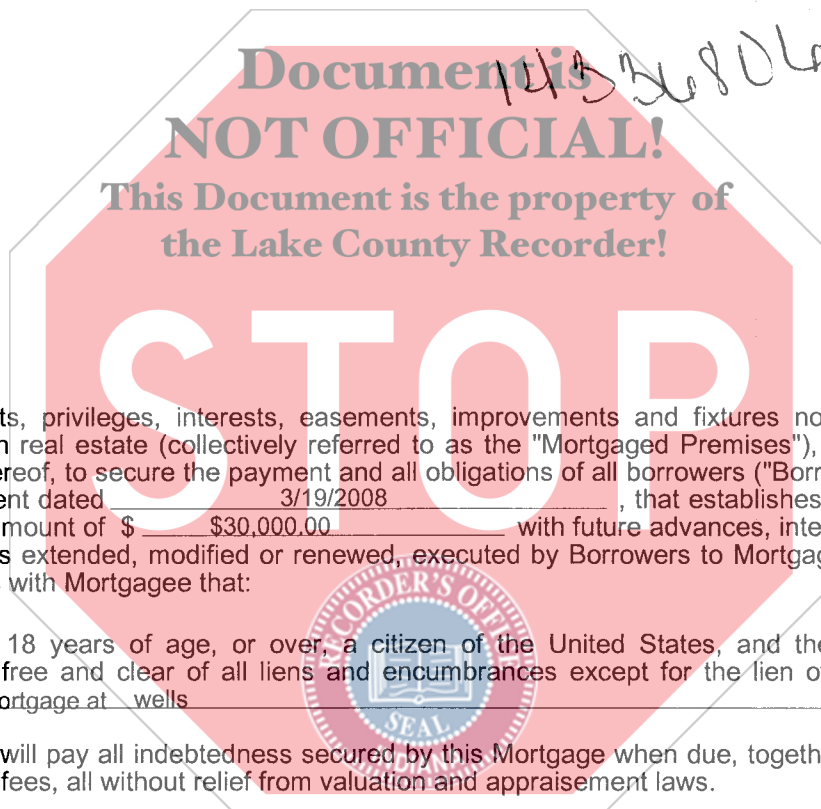 Document is
NOT OFFICIAL!
This Document is the property of
the Lake County Recorder!
STOP
ts, privileges, interests, easements, improvements and fixtures no
n real estate (collectively referred to as the "Mortgaged Premises"),
ereof, to secure the payment and all obligations of all borrowers ("Borr
ent dated 3/19/2008 , that establishes
mount of $ $30,000.00 with future advances, inte
s extended, modified or renewed, executed by Borrowers to Mortgag
with Mortgagee that:
RECORDER'S OFFICE
18 years of age, or over, a citizen of the United States, and the
free and clear of all liens and encumbrances except for the lien o
ortgage at wells
SEAL
INDIANA
will pay all indebtedness secured by this Mortgage when due, togeth
fees, all without relief from valuation and appraisement laws.